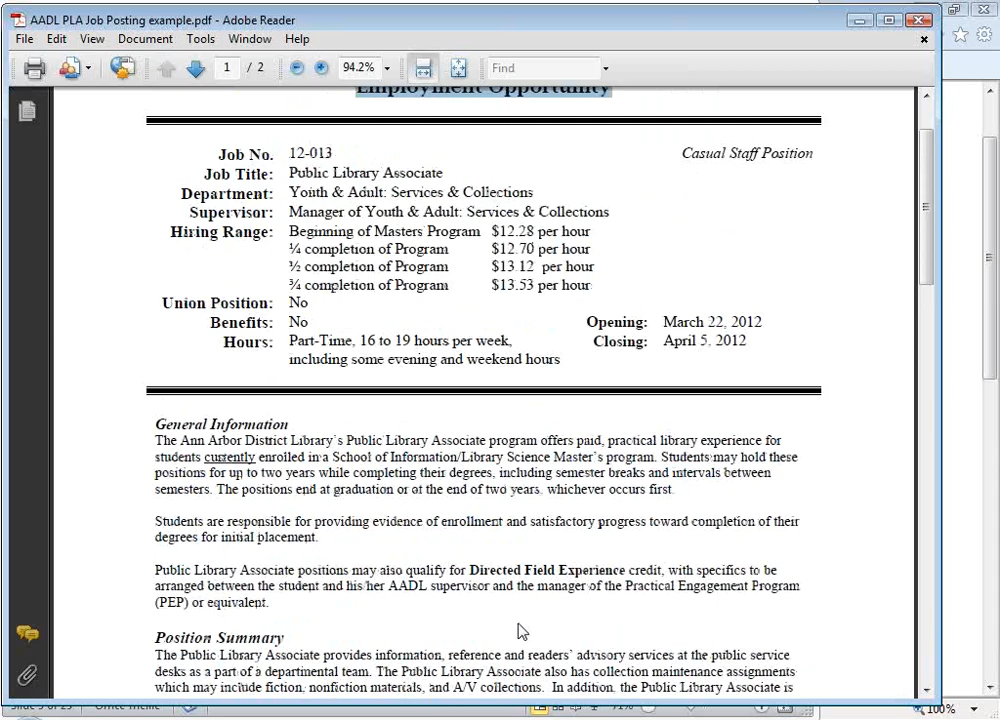 AADL PLA Job Posting example.pdf - Adobe Reader
File Edit View Document Tools Window Help
1 / 2 94.2% Find
Employment Opportunity
Job No. 12-013 Casual Staff Position
Job Title: Public Library Associate
Department: Youth & Adult: Services & Collections
Supervisor: Manager of Youth & Adult: Services & Collections
Hiring Range: Beginning of Masters Program $12.28 per hour
¼ completion of Program $12.70 per hour
½ completion of Program $13.12 per hour
¾ completion of Program $13.53 per hour
Union Position: No
Benefits: No Opening: March 22, 2012
Hours: Part-Time, 16 to 19 hours per week, Closing: April 5, 2012
including some evening and weekend hours
General Information
The Ann Arbor District Library's Public Library Associate program offers paid, practical library experience for
students currently enrolled in a School of Information/Library Science Master's program. Students may hold these
positions for up to two years while completing their degrees, including semester breaks and intervals between
semesters. The positions end at graduation or at the end of two years, whichever occurs first.
Students are responsible for providing evidence of enrollment and satisfactory progress toward completion of their
degrees for initial placement.
Public Library Associate positions may also qualify for Direct Field Experience credit, with specifics to be
arranged between the student and his/her AADL supervisor and the manager of the Practical Engagement Program
(PEP) or equivalent.
Position Summary
The Public Library Associate provides information, reference and readers' advisory services at the public service
desks as a part of a departmental team. The Public Library Associate also has collection maintenance assignments
which may include fiction, nonfiction materials, and A/V collections. In addition, the Public Library Associate is
100%